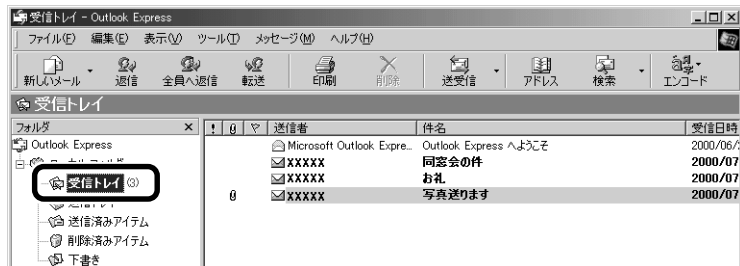 受信トレイ - Outlook Express
ファイル(F) 編集(E) 表示(V) ツール(T) メッセージ(M) ヘルプ(H)
新しいメール 返信 全員へ返信 転送 印刷 削除 送受信 アドレス 検索 エンコード
受信トレイ
フォルダ × ! 送信者 件名 受信日時
Outlook Express Microsoft Outlook Expre... Outlook Express へようこそ 2000/06/
XXXXX 同窓会の件 2000/07
受信トレイ (3) XXXXX お礼 2000/07
XXXXX 写真送ります 2000/07
送信済みアイテム
削除済みアイテム
下書き